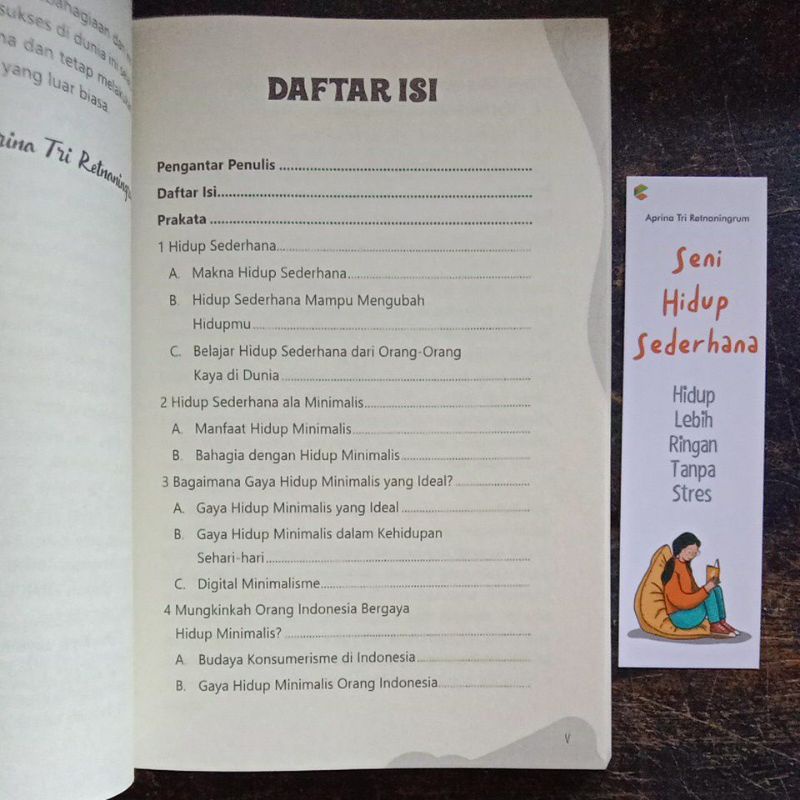 sukses di dunia ini
dan tetap
yang luar biasa.
Tri Retnaningrum
DAFTAR ISI
Pengantar Penulis ................................................
Daftar Isi................................................
Prakata ................................................
1 Hidup Sederhana................................................
A. Makna Hidup Sederhana................................................
B. Hidup Sederhana Mampu Mengubah
Hidupmu................................................
C. Belajar Hidup Sederhana dari Orang-Orang
Kaya di Dunia ................................................
2 Hidup Sederhana ala Minimalis................................................
A. Manfaat Hidup Minimalis................................................
B. Bahagia dengan Hidup Minimalis................................................
3 Bagaimana Gaya Hidup Minimalis yang Ideal? ................................................
A. Gaya Hidup Minimalis yang Ideal ................................................
B. Gaya Hidup Minimalis dalam Kehidupan
Sehari-hari................................................
C. Digital Minimalisme................................................
4 Mungkinkah Orang Indonesia Bergaya
Hidup Minimalis? ................................................
A. Budaya Konsumerisme di Indonesia................................................
B. Gaya Hidup Minimalis Orang Indonesia................................................
V
Aprina Tri Retnaningrum
Seni
Hidup
Sederhana
Hidup
Lebih
Ringan
Tanpa
Stres